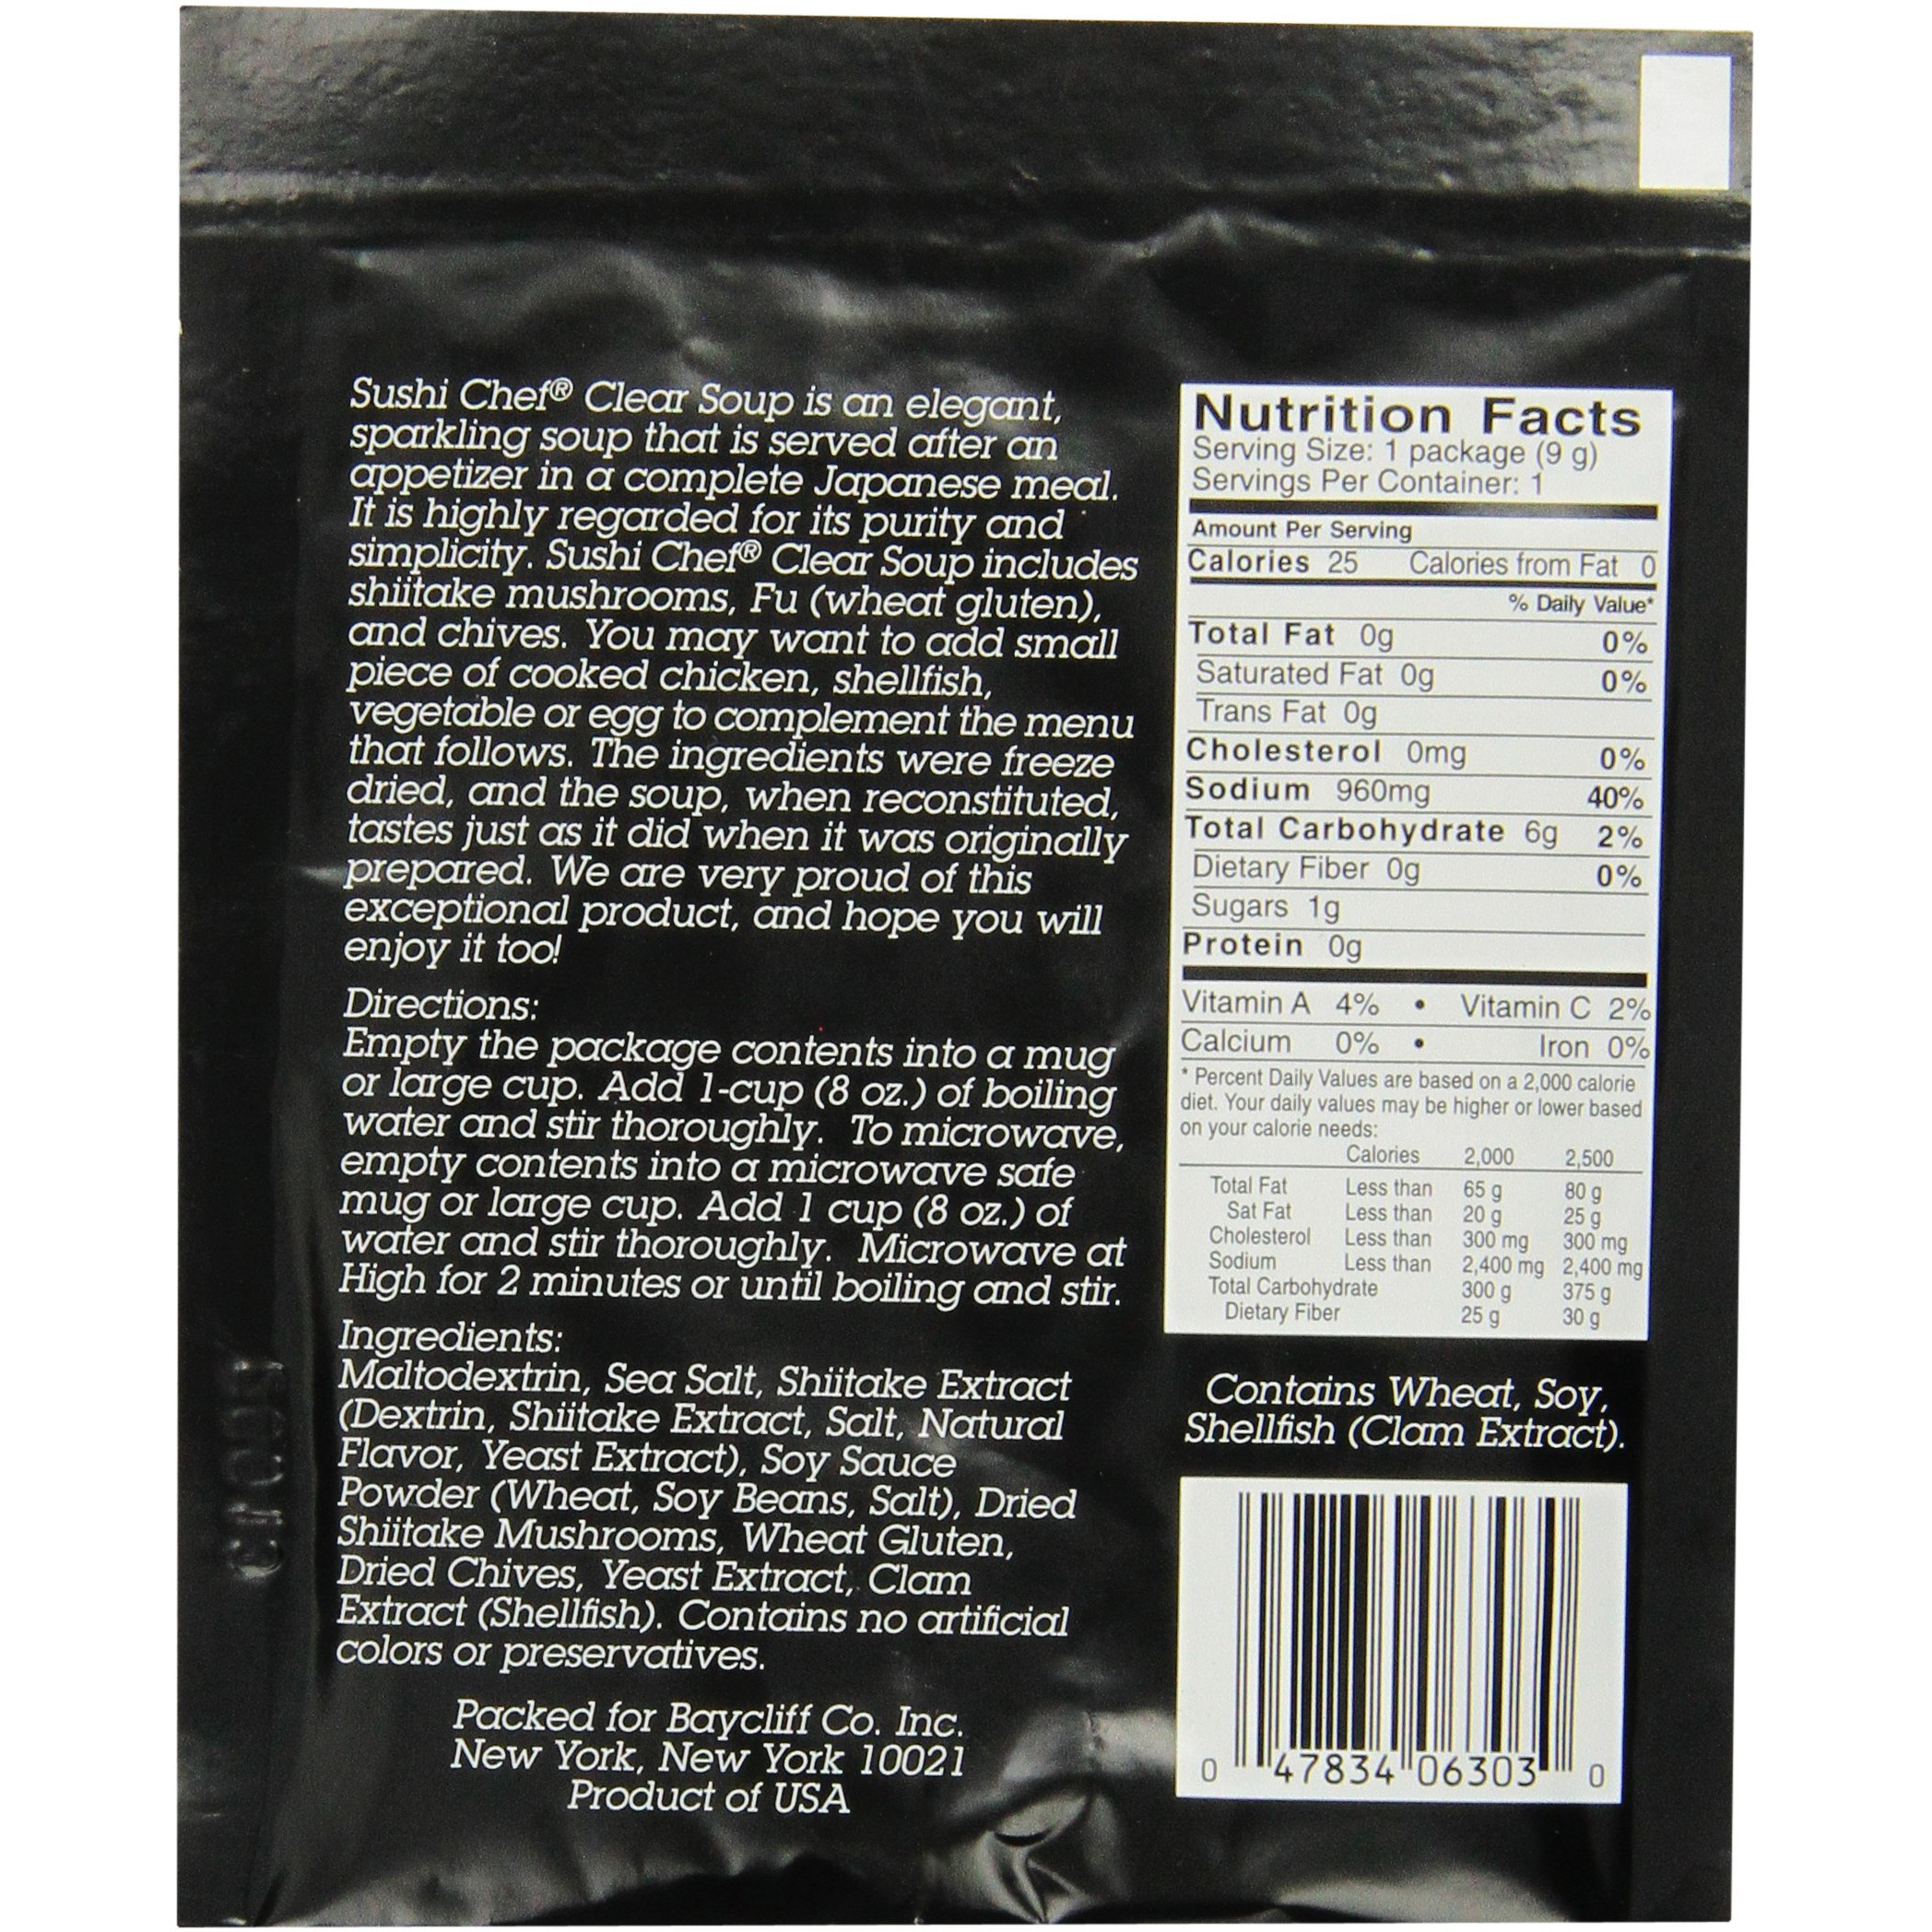 Sushi Chef® Clear Soup is an elegant,
sparkling soup that is served after an
appetizer in a complete Japanese meal.
It is highly regarded for its purity and
simplicity. Sushi Chef® Clear Soup includes
shiitake mushrooms, Fu (wheat gluten),
and chives. You may want to add small
piece of cooked chicken, shellfish,
vegetable or egg to complement the menu
that follows. The ingredients were freeze
dried, and the soup, when reconstituted,
tastes just as it did when it was originally
prepared. We are very proud of this
exceptional product, and hope you will
enjoy it too!
Directions:
Empty the package contents into a mug
or large cup. Add 1-cup (8 oz.) of boiling
water and stir thoroughly. To microwave,
empty contents into a microwave safe
mug or large cup. Add 1 cup (8 oz.) of
water and stir thoroughly. Microwave at
High for 2 minutes or until boiling and stir.
Ingredients:
Maltodextrin, Sea Salt, Shiitake Extract
(Dextrin, Shiitake Extract, Salt, Natural
Flavor, Yeast Extract), Soy Sauce
Powder (Wheat, Soy Beans, Salt), Dried
Shiitake Mushrooms, Wheat Gluten,
Dried Chives, Yeast Extract, Clam
Extract (Shellfish). Contains no artificial
colors or preservatives.
Packed for Baycliff Co. Inc.
New York, New York 10021
Product of USA
Nutrition Facts
Serving Size: 1 package (9 g)
Servings Per Container: 1
Amount Per Serving
Calories 25 Calories from Fat 0
% Daily Value*
Total Fat 0g 0%
Saturated Fat 0g 0%
Trans Fat 0g
Cholesterol 0mg 0%
Sodium 960mg 40%
Total Carbohydrate 6g 2%
Dietary Fiber 0g 0%
Sugars 1g
Protein 0g
Vitamin A 4% • Vitamin C 2%
Calcium 0% • Iron 0%
* Percent Daily Values are based on a 2,000 calorie
diet. Your daily values may be higher or lower based
on your calorie needs:
Calories 2,000 2,500
Total Fat Less than 65 g 80 g
Sat Fat Less than 20 g 25 g
Cholesterol Less than 300 mg 300 mg
Sodium Less than 2,400 mg 2,400 mg
Total Carbohydrate 300 g 375 g
Dietary Fiber 25 g 30 g
Contains Wheat, Soy,
Shellfish (Clam Extract).
0 47834 06303 0